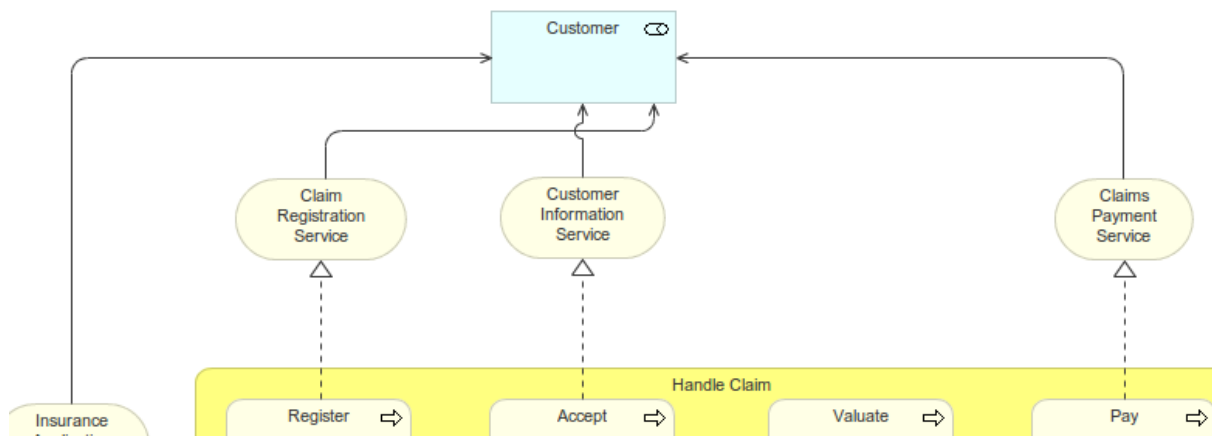 Customer
Claim
Registration
Service
Customer
Information
Service
Claims
Payment
Service
Handle Claim
Register
Accept
Valuate
Pay
Insurance